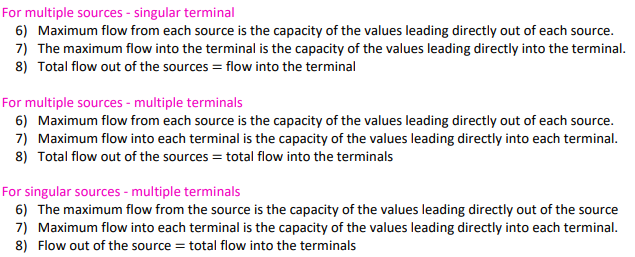 For multiple sources - singular terminal
6) Maximum flow from each source is the capacity of the values leading directly out of each source.
7) The maximum flow into the terminal is the capacity of the values leading directly into the terminal.
8) Total flow out of the sources = flow into the terminal
For multiple sources - multiple terminals
6) Maximum flow from each source is the capacity of the values leading directly out of each source.
7) Maximum flow into each terminal is the capacity of the values leading directly into each terminal.
8) Total flow out of the sources = total flow into the terminals
For singular sources - multiple terminals
6) The maximum flow from the source is the capacity of the values leading directly out of the source
7) Maximum flow into each terminal is the capacity of the values leading directly into each terminal.
8) Flow out of the source = total flow into the terminals